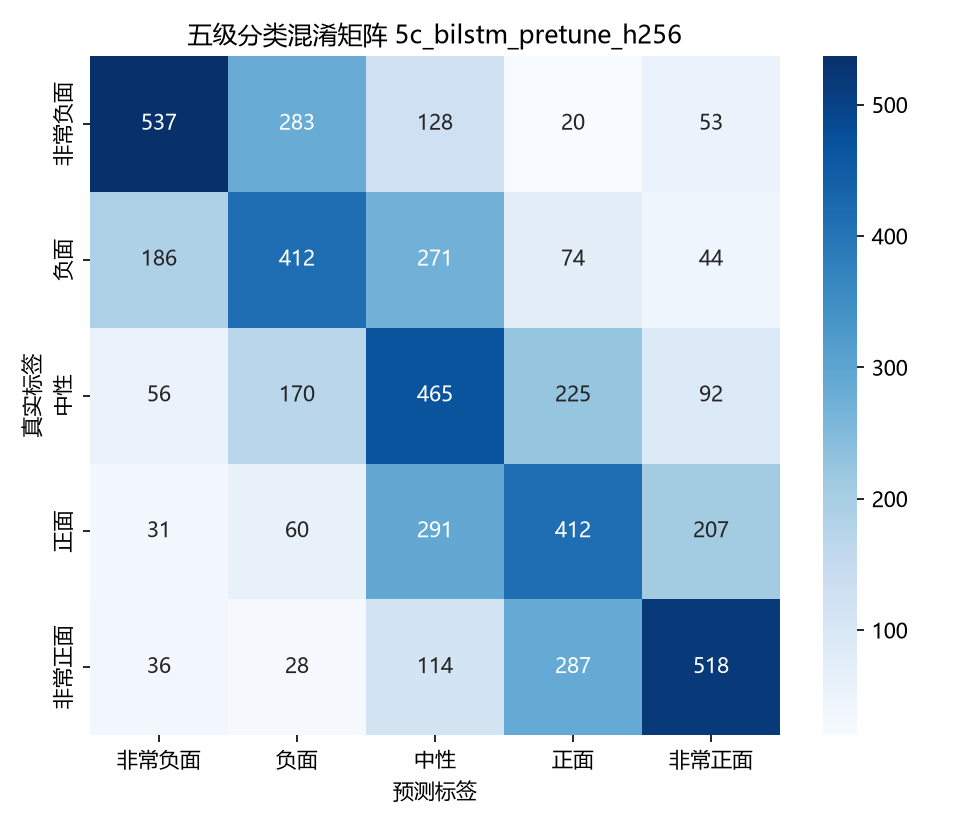 五级分类混淆矩阵 5c_bilstm_pretune_h256
非常负面 537 283 128 20 53
负面 186 412 271 74 44
中性 56 170 465 225 92
正面 31 60 291 412 207
非常正面 36 28 114 287 518
非常负面 负面 中性 正面 非常正面
预测标签
真实标签
500
400
300
200
100